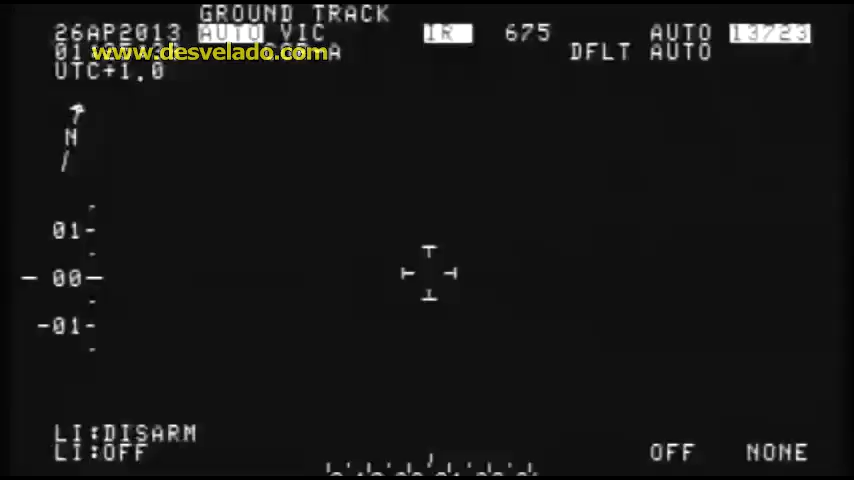 GROUND TRACK
26AP2013 AUTO VIC IR 675 AUTO 13723
www.desvelado.com
DFLT AUTO
UTC+1.0
N
01
00
-01
LI:DISARM
LI:OFF OFF NONE